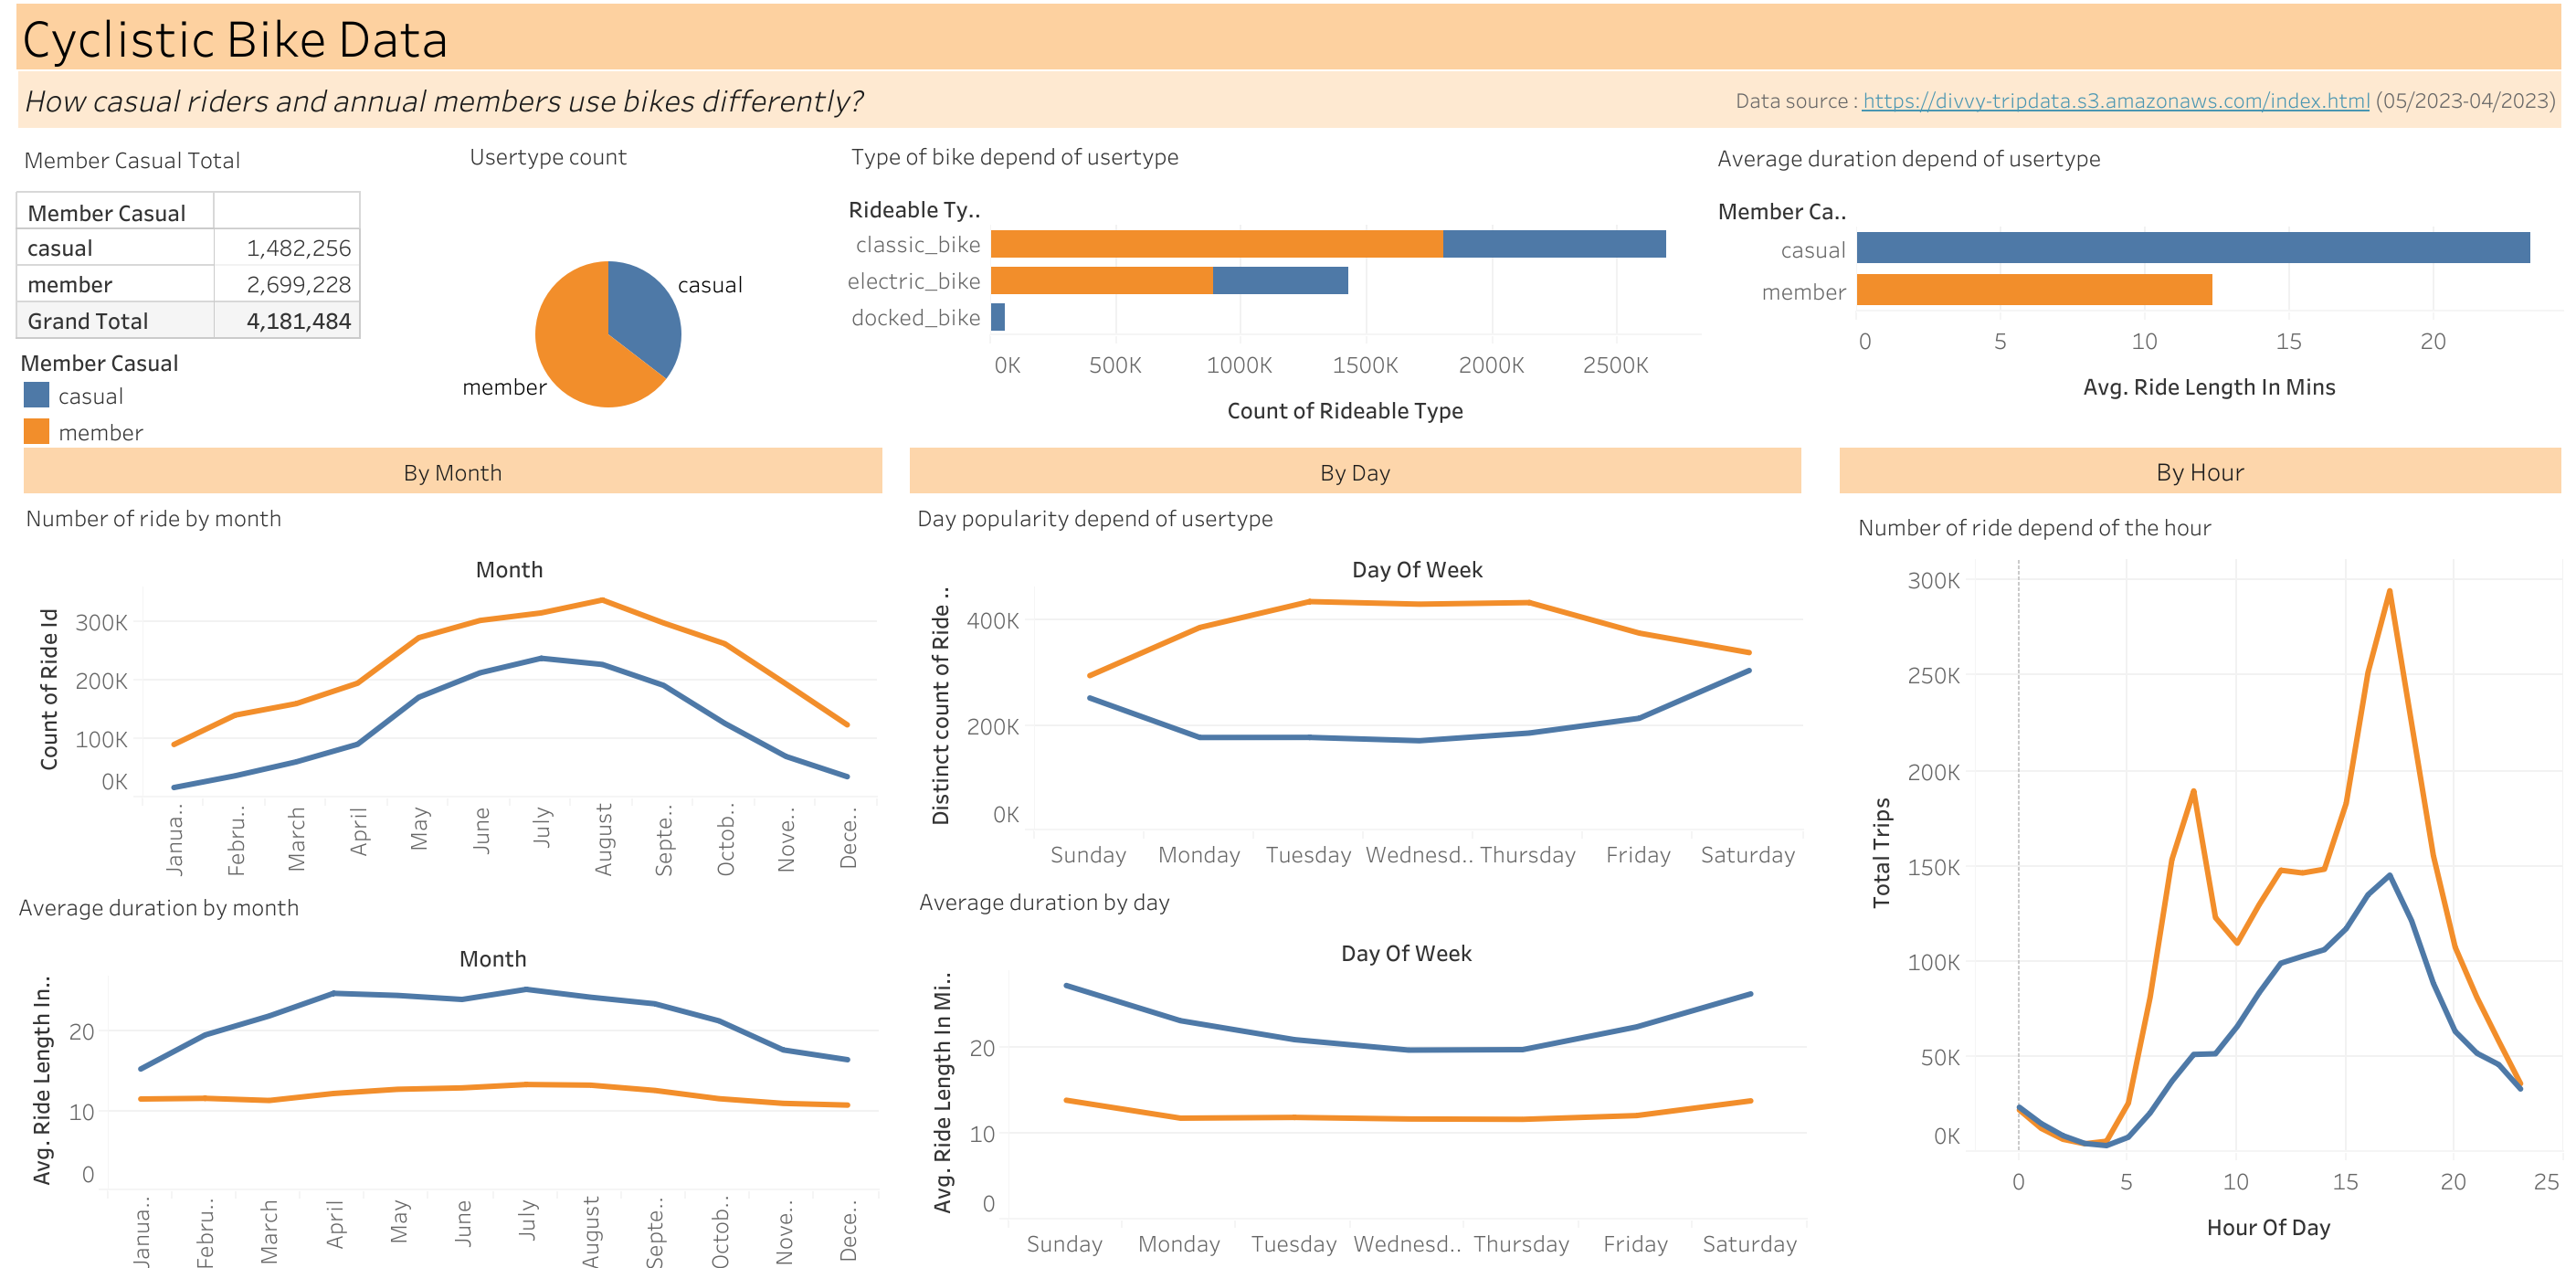 Cyclistic Bike Data
How casual riders and annual members use bikes differently?
Data source : https://divvy-tripdata.s3.amazonaws.com/index.html (05/2023-04/2023)
Member Casual Total
Member Casual
casual 1,482,256
member 2,699,228
Grand Total 4,181,484
Member Casual
casual
member
Usertype count
casual
member
Type of bike depend of usertype
Rideable Ty..
classic_bike
electric_bike
docked_bike
0K 500K 1000K 1500K 2000K 2500K
Count of Rideable Type
Average duration depend of usertype
Member Ca..
casual
member
0 5 10 15 20
Avg. Ride Length In Mins
By Month
Number of ride by month
Month
Count of Ride Id
300K
200K
100K
0K
Janua.. Febru.. March April May June July August Septe.. Octob.. Nove.. Dece..
Average duration by month
Month
Avg. Ride Length In..
20
10
0
Janua.. Febru.. March April May June July August Septe.. Octob.. Nove.. Dece..
By Day
Day popularity depend of usertype
Day Of Week
Distinct count of Ride ..
400K
200K
0K
Sunday Monday Tuesday Wednesd.. Thursday Friday Saturday
Average duration by day
Day Of Week
Avg. Ride Length In Mi..
20
10
0
Sunday Monday Tuesday Wednesd.. Thursday Friday Saturday
By Hour
Number of ride depend of the hour
Total Trips
300K
250K
200K
150K
100K
50K
0K
0 5 10 15 20 25
Hour Of Day